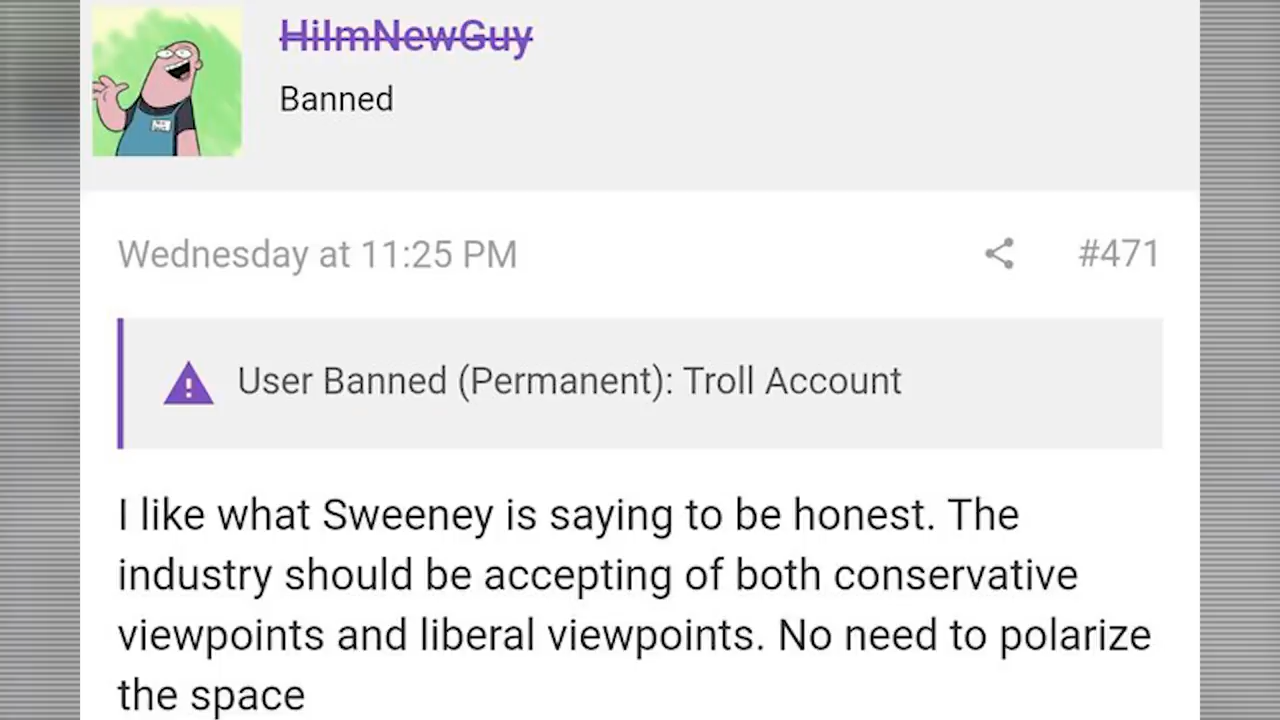 HiImNewGuy
Banned
Wednesday at 11:25 PM
#471
User Banned (Permanent): Troll Account
I like what Sweeney is saying to be honest. The
industry should be accepting of both conservative
viewpoints and liberal viewpoints. No need to polarize
the space